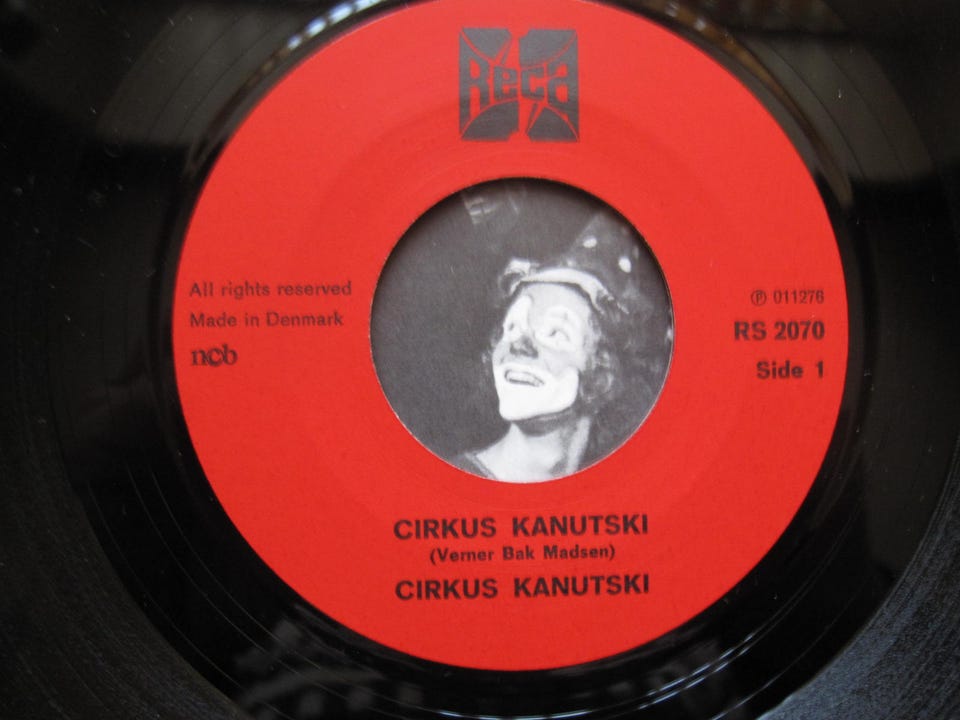 Reca
All rights reserved
Made in Denmark
ncb
℗ 011276
RS 2070
Side 1
CIRKUS KANUTSKI
(Verner Bak Madsen)
CIRKUS KANUTSKI